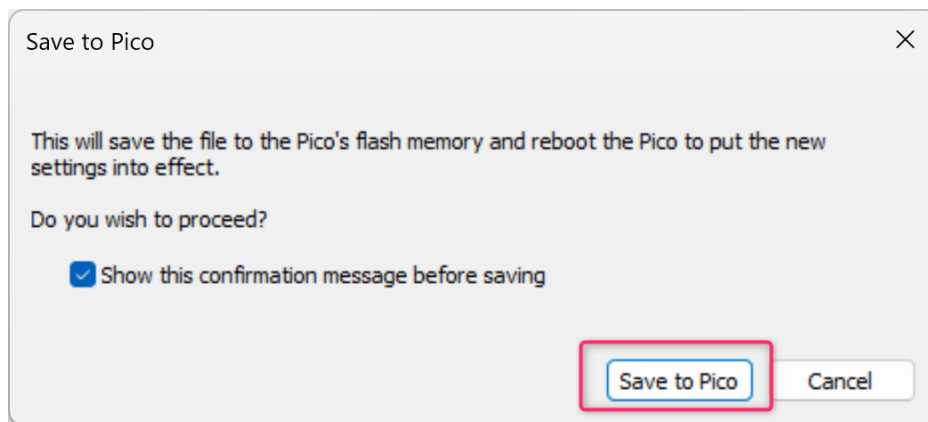 Save to Pico
This will save the file to the Pico's flash memory and reboot the Pico to put the new
settings into effect.
Do you wish to proceed?
Show this confirmation message before saving
Save to Pico Cancel